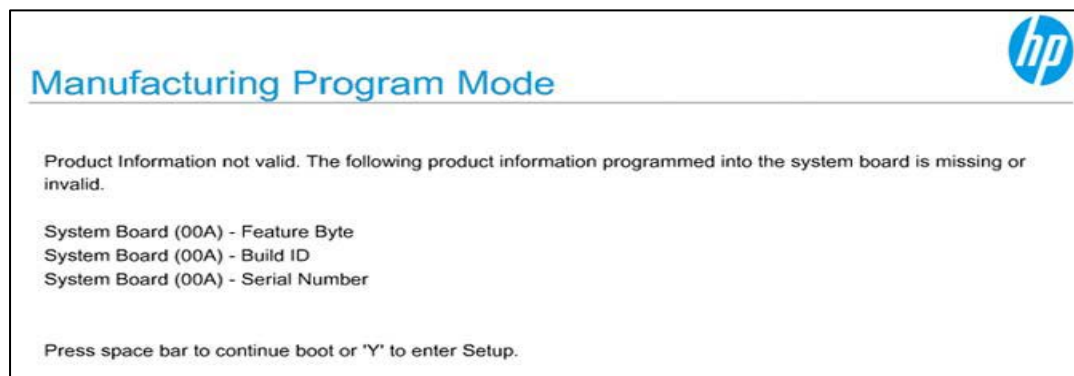 hp
Manufacturing Program Mode
Product Information not valid. The following product information programmed into the system board is missing or
invalid.
System Board (00A) - Feature Byte
System Board (00A) - Build ID
System Board (00A) - Serial Number
Press space bar to continue boot or 'Y' to enter Setup.